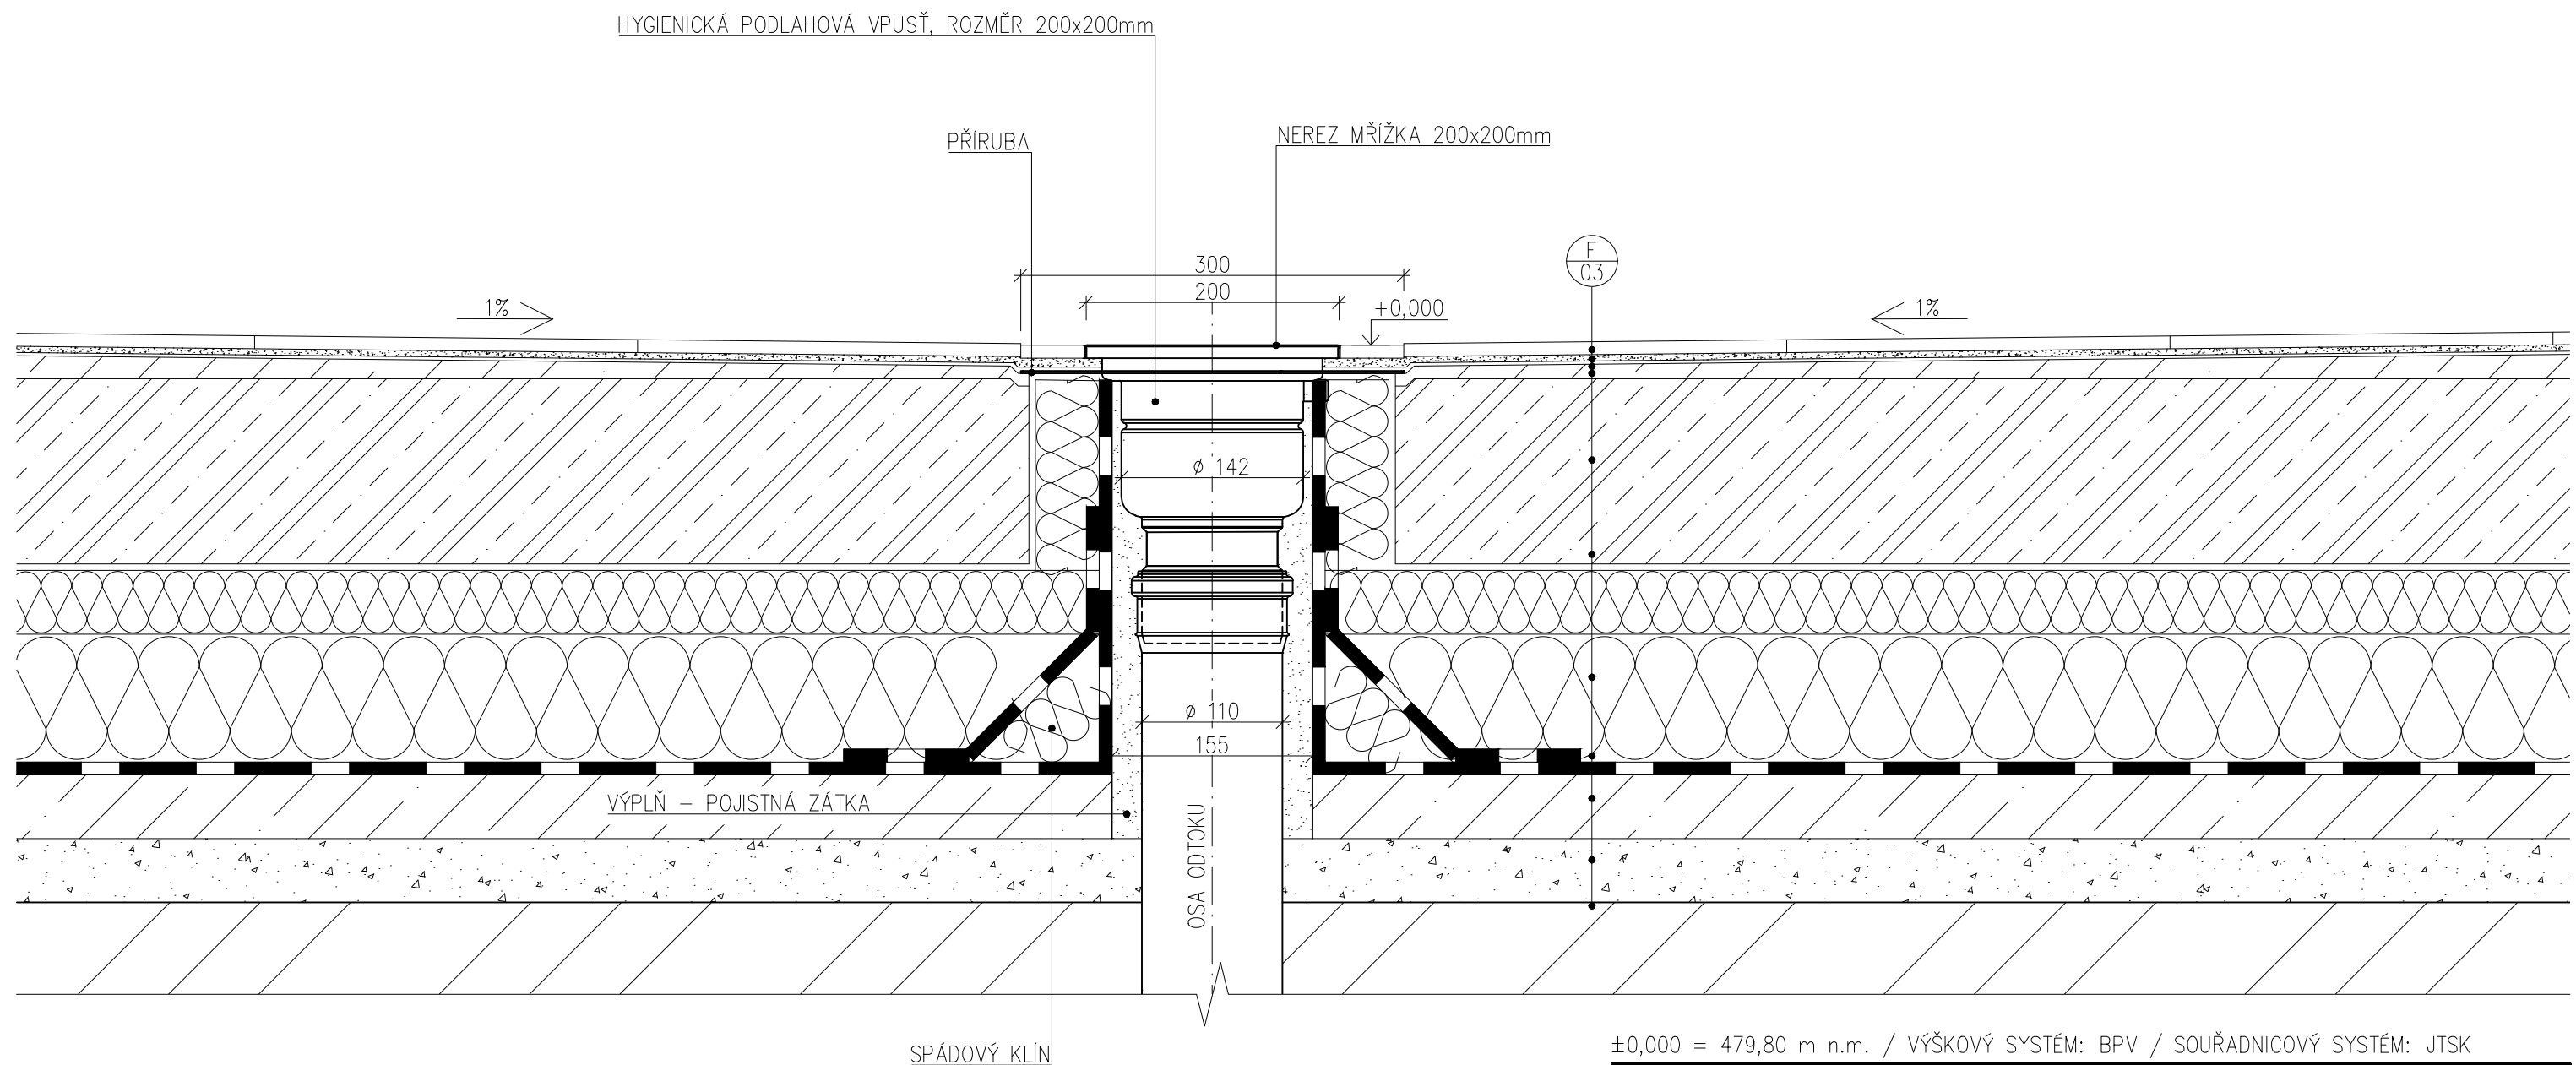 HYGIENICKÁ PODLAHOVÁ VPUSŤ, ROZMĚR 200x200mm
PŘÍRUBA
NEREZ MŘÍŽKA 200x200mm
F
03
300
200
+0,000
1%
1%
ø 142
ø 110
155
VÝPLŇ – POJISTNÁ ZÁTKA
OSA ODTOKU
SPÁDOVÝ KLÍN
±0,000 = 479,80 m n.m. / VÝŠKOVÝ SYSTÉM: BPV / SOUŘADNICOVÝ SYSTÉM: JTSK